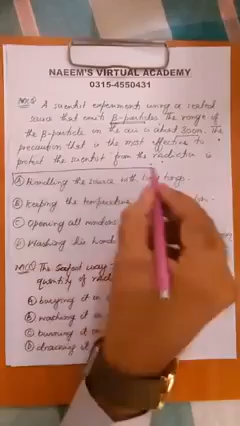 NAEEM'S VIRTUAL ACADEMY
0315-4550431
A scientist experiments using a sealed
source that emits β-particles the range of
the β-particle in the air is about 30cm. The
precaution that is the most effective to
protect the scientist from the radiation is
Ⓐ Handling the source with long tongs.
Ⓑ Keeping the temperature
Ⓒ Opening all windows
Washing his hands
The Safest way
quantity of
Ⓐ burying it in
washing it
Ⓒ burning it
Ⓓ